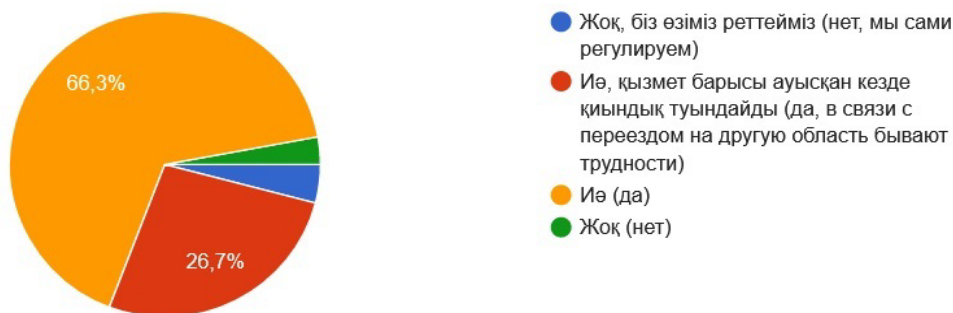 66,3%
26,7%
Жоқ, біз өзіміз реттейміз (нет, мы сами
регулируем)
Иә, қызмет барысы ауысқан кезде
қиындық туындайды (да, в связи с
переездом на другую область бывают
трудности)
Иә (да)
Жоқ (нет)